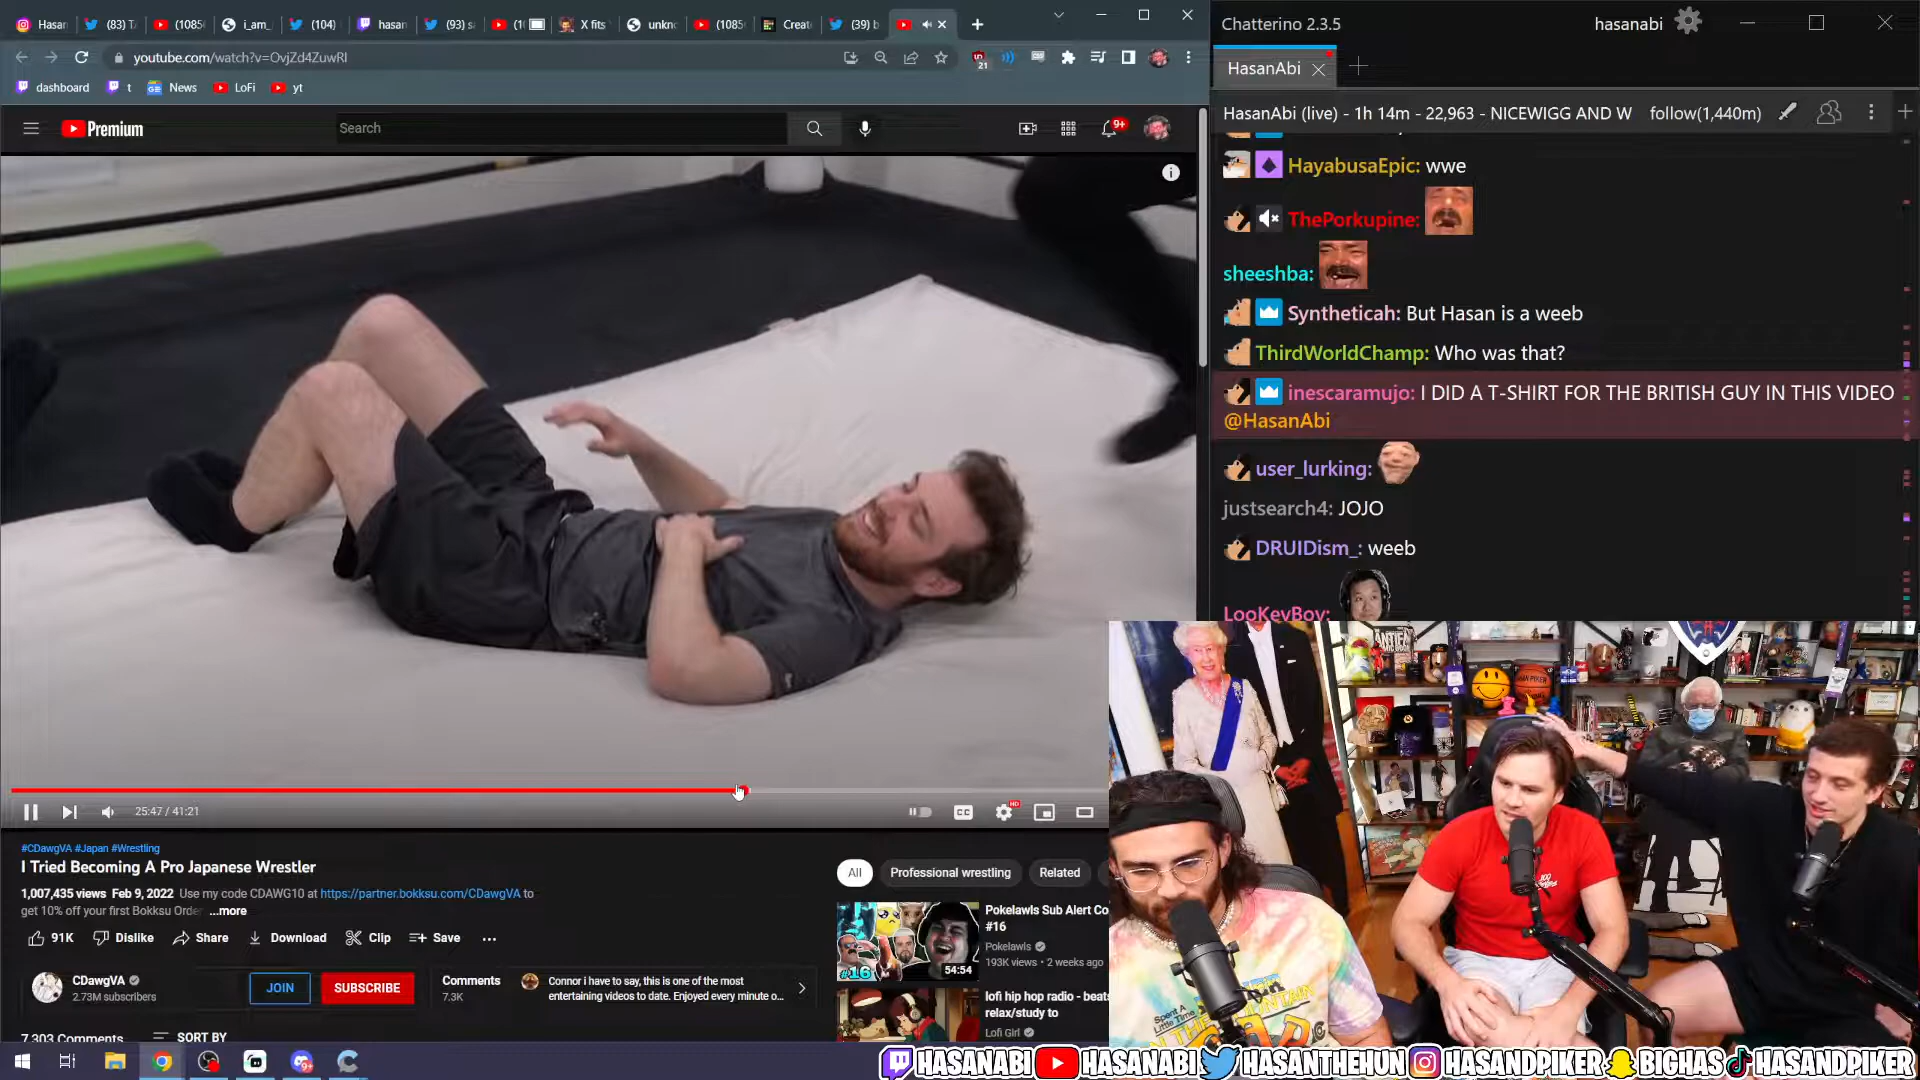 Hasan
(83) T
(1085
i_am_
(104)
hasan
(93) s
X fits
unkn
(1085
Creat
(39) b
youtube.com/watch?v=OvjZd4ZuwRI
21
dashboard
t
News
LoFi
yt
Premium
Search
9+
25:47 / 41:21
CC
HD
#CDawgVA #Japan #Wrestling
I Tried Becoming A Pro Japanese Wrestler
1,007,435 views Feb 9, 2022 Use my code CDAWG10 at https://partner.bokksu.com/CDawgVA to
get 10% off your first Bokksu Order ...more
91K
Dislike
Share
Download
Clip
Save
CDawgVA
2.73M subscribers
JOIN
SUBSCRIBE
Comments
7.3K
Connor i have to say, this is one of the most
entertaining videos to date. Enjoyed every minute o...
7,303 Comments
SORT BY
All
Professional wrestling
Related
Pokelawls Sub Alert Co
#16
Pokelawls
193K views • 2 weeks ago
#16
54:54
lofi hip hop radio - beats
relax/study to
Lofi Girl
Chatterino 2.3.5
hasanabi
HasanAbi
HasanAbi (live) - 1h 14m - 22,963 - NICEWIGG AND W
follow(1,440m)
HayabusaEpic: wwe
ThePorkupine:
sheeshba:
Syntheticah: But Hasan is a weeb
ThirdWorldChamp: Who was that?
inescaramujo: I DID A T-SHIRT FOR THE BRITISH GUY IN THIS VIDEO
@HasanAbi
user_lurking:
justsearch4: JOJO
DRUIDism_: weeb
LooKeyBoy:
HASANABI
HASANABI
HASANTHEHUN
HASANDPIKER
BIGHAS
HASANDPIKER